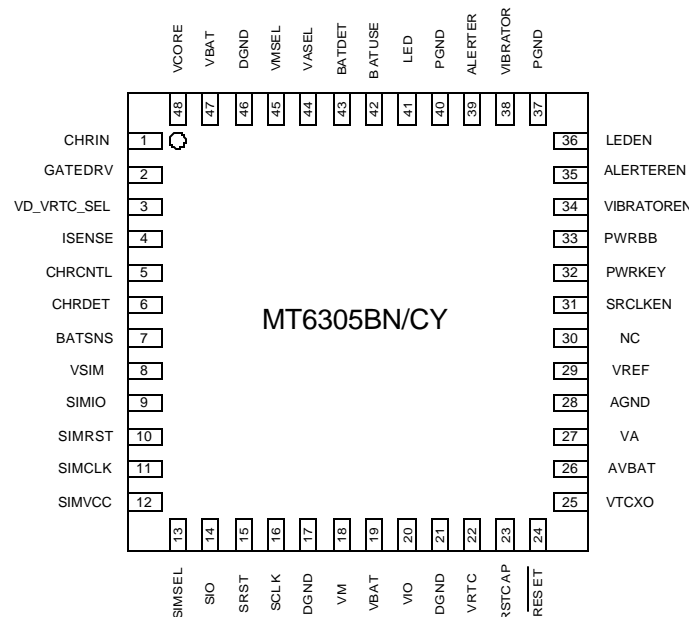 VCORE VBAT DGND VMSEL VASEL BATDET BATUSE LED PGND ALERTER VIBRATOR PGND
48 47 46 45 44 43 42 41 40 39 38 37
CHRIN 1 36 LEDEN
GATEDRV 2 35 ALERTEREN
VD_VRTC_SEL 3 34 VIBRATOREN
ISENSE 4 33 PWRBB
CHRCNTL 5 32 PWRKEY
CHRDET 6 31 SRCLKEN
MT6305BN/CY
BATSNS 7 30 NC
VSIM 8 29 VREF
SIMIO 9 28 AGND
SIMRST 10 27 VA
SIMCLK 11 26 AVBAT
SIMVCC 12 25 VTCXO
13 14 15 16 17 18 19 20 21 22 23 24
SIMSEL SIO SRST SCLK DGND VM VBAT VIO DGND VRTC RSTCAP RESET